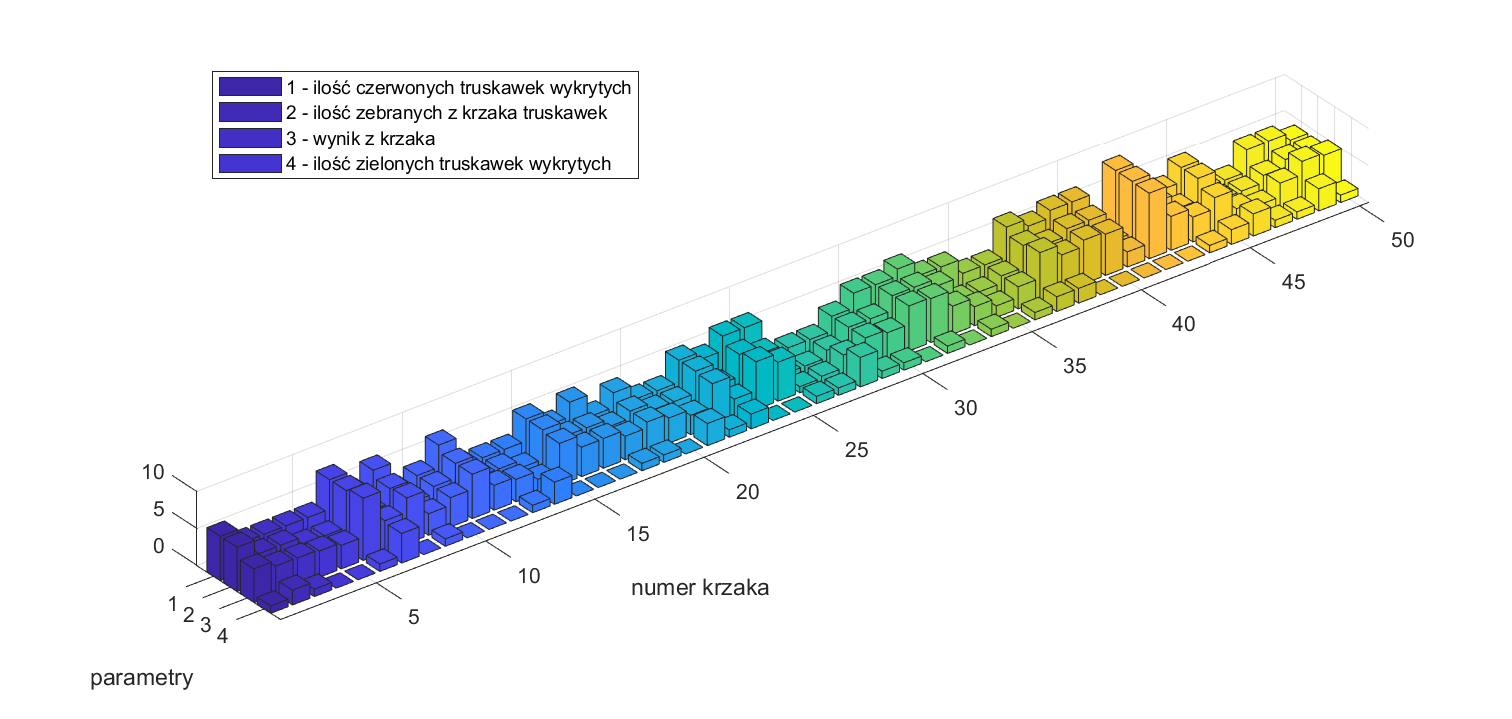 1 - ilość czerwonych truskawek wykrytych
2 - ilość zebranych z krzaka truskawek
3 - wynik z krzaka
4 - ilość zielonych truskawek wykrytych
10
5
0
1
2
3
4
parametry
5
10
15
20
25
30
35
40
45
50
numer krzaka